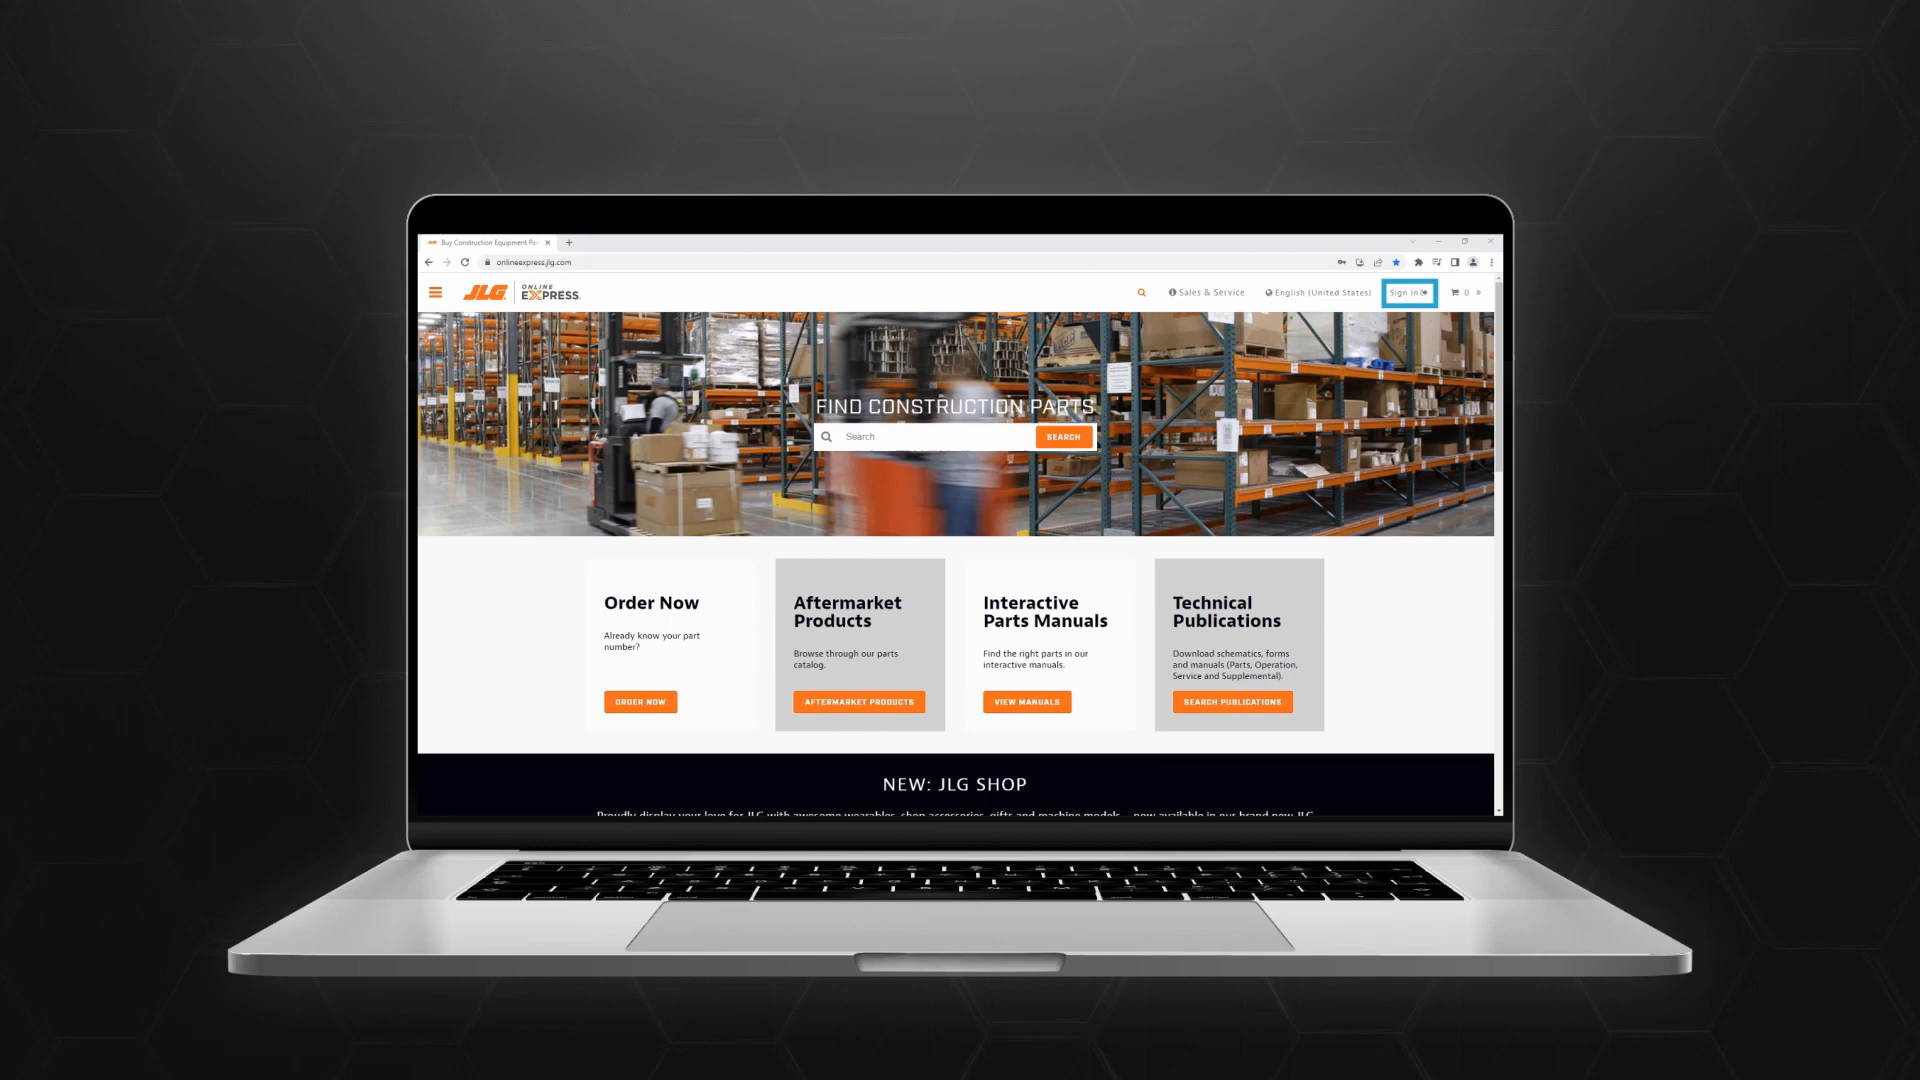 JLG Buy Construction Equipment Par
onlineexpress.jlg.com
JLG ONLINE EXPRESS
Sales & Service
English (United States)
Sign In
0
FIND CONSTRUCTION PARTS
Search
SEARCH
Order Now
Already know your part
number?
ORDER NOW
Aftermarket
Products
Browse through our parts
catalog.
AFTERMARKET PRODUCTS
Interactive
Parts Manuals
Find the right parts in our
interactive manuals.
VIEW MANUALS
Technical
Publications
Download schematics, forms
and manuals (Parts, Operation,
Service and Supplemental).
SEARCH PUBLICATIONS
NEW: JLG SHOP
Proudly display your love for JLG with awesome wearables, shop accessories, gifts and machine models – now available in our brand new JLG